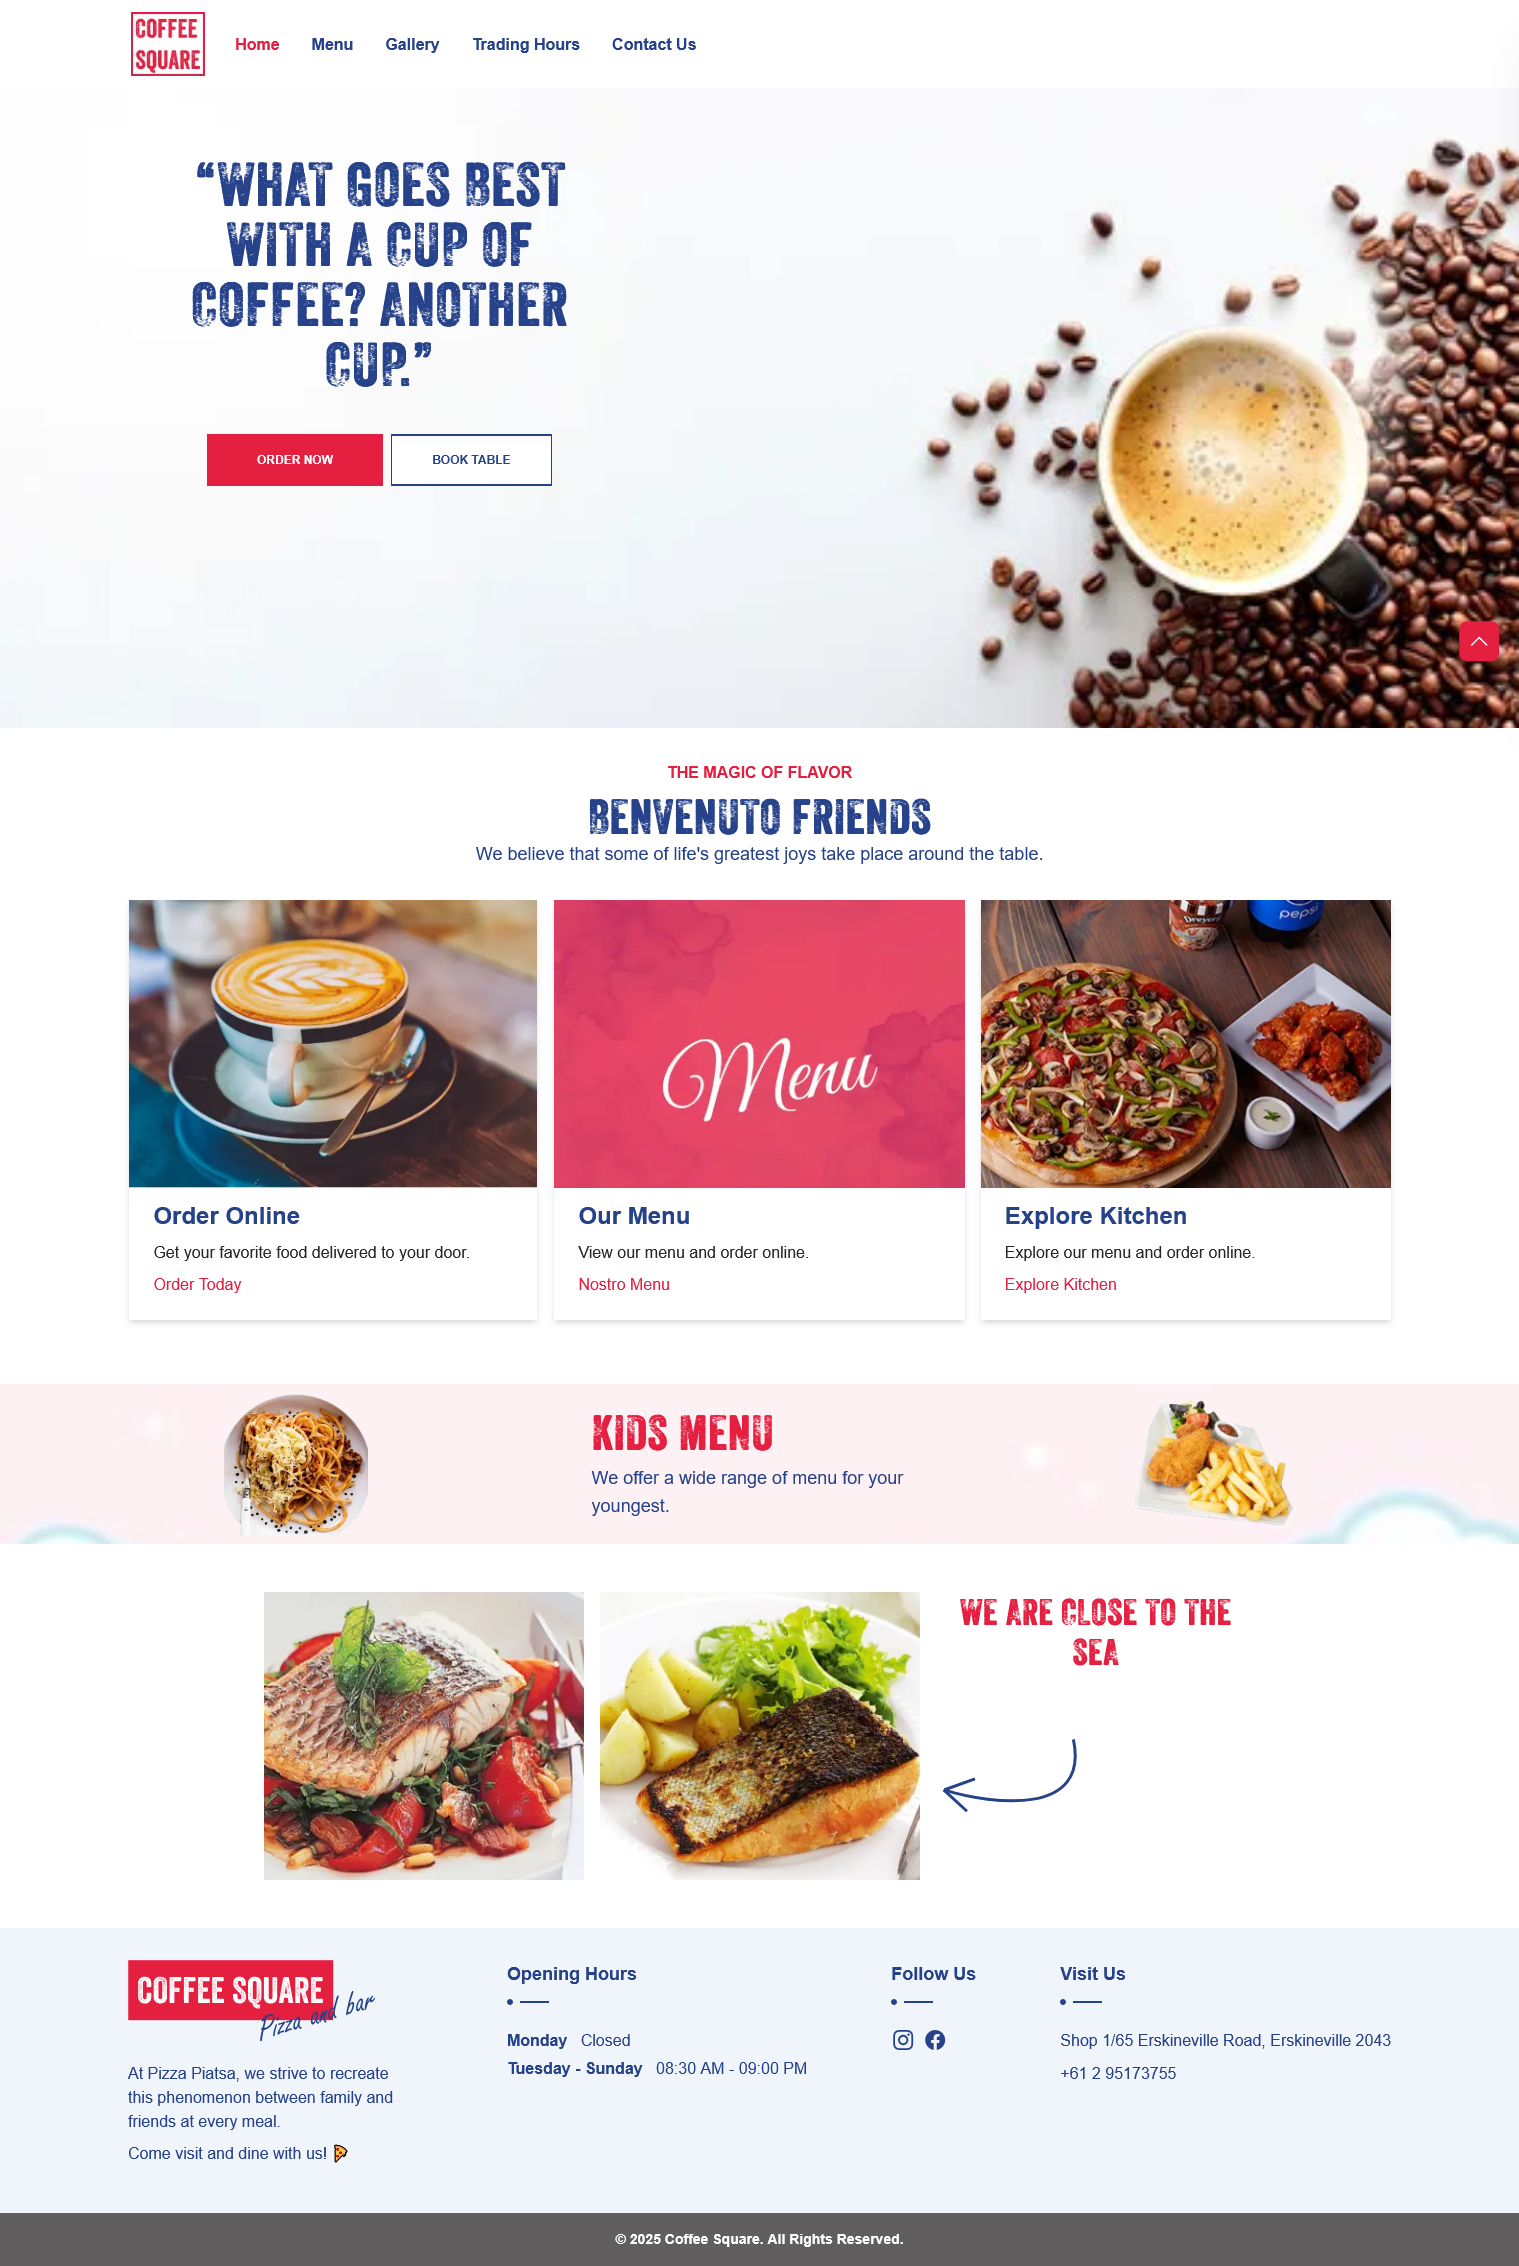 COFFEE
SQUARE
Home Menu Gallery Trading Hours Contact Us
“WHAT GOES BEST
WITH A CUP OF
COFFEE? ANOTHER
CUP.”
ORDER NOW BOOK TABLE
THE MAGIC OF FLAVOR
BENVENUTO FRIENDS
We believe that some of life's greatest joys take place around the table.
Dreyer's
pepsi
Menu
Order Online
Get your favorite food delivered to your door.
Order Today
Our Menu
View our menu and order online.
Nostro Menu
Explore Kitchen
Explore our menu and order online.
Explore Kitchen
KIDS MENU
We offer a wide range of menu for your
youngest.
WE ARE CLOSE TO THE
SEA
COFFEE SQUARE
Pizza and bar
At Pizza Piatsa, we strive to recreate
this phenomenon between family and
friends at every meal.
Come visit and dine with us! 🍕
Opening Hours
Monday Closed
Tuesday - Sunday 08:30 AM - 09:00 PM
Follow Us
Visit Us
Shop 1/65 Erskineville Road, Erskineville 2043
+61 2 95173755
© 2025 Coffee Square. All Rights Reserved.